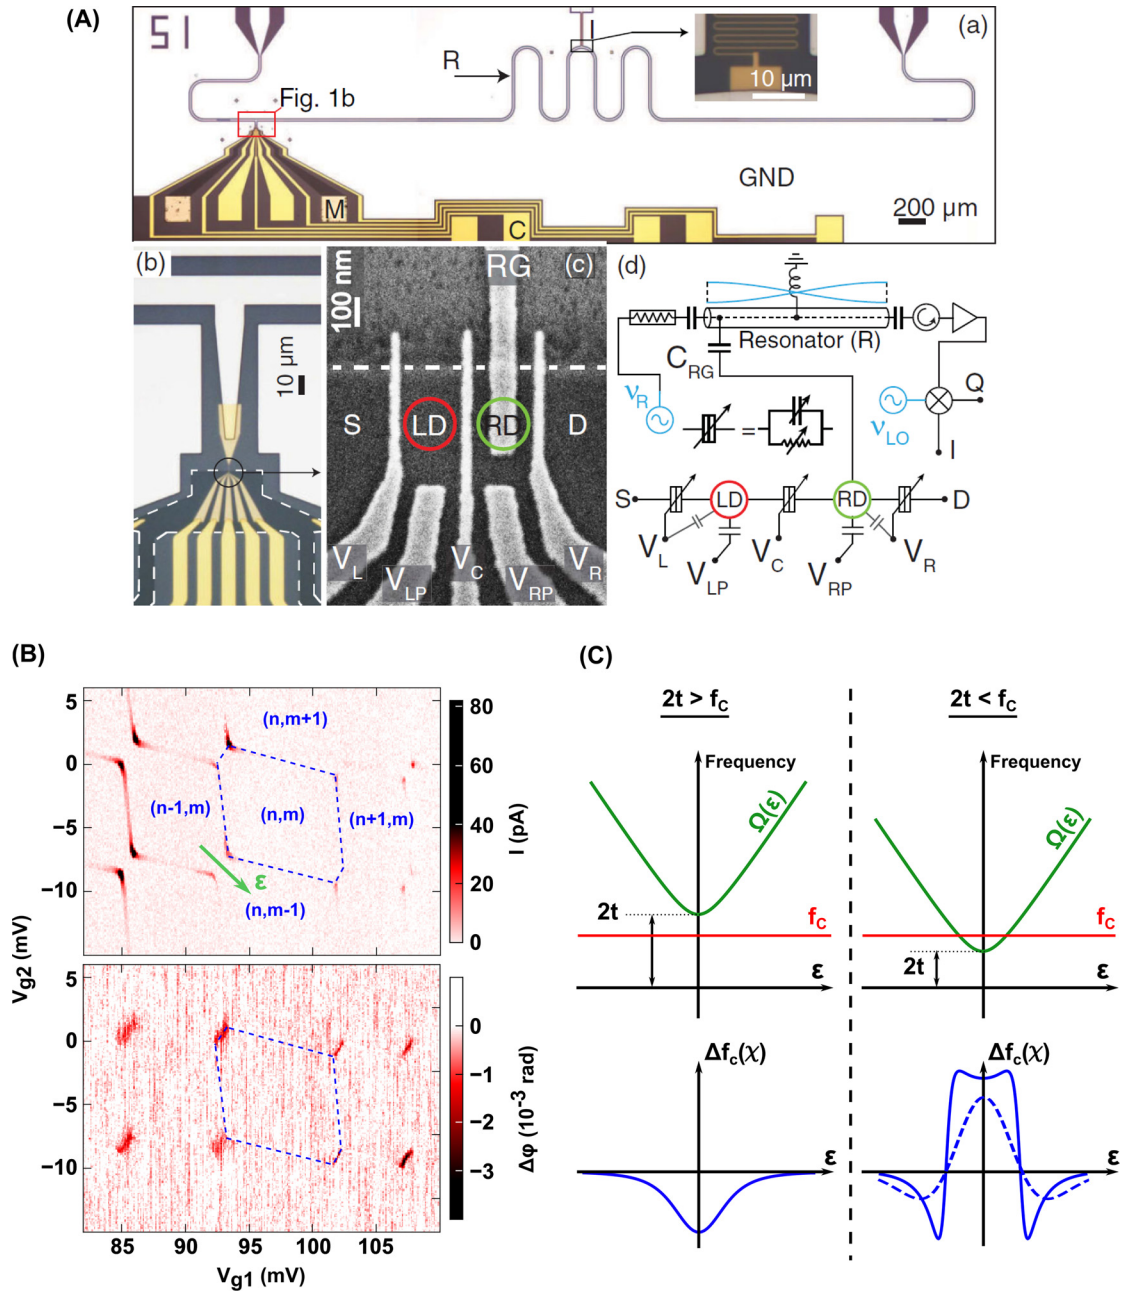 (A)
S1
Fig. 1b
R
I
10 μm
(a)
GND
M
C
200 μm
(b)
10 μm
100 nm
RG
(c)
S
LD
RD
D
V_L
V_LP
V_C
V_RP
V_R
(d)
Resonator (R)
C_RG
ν_R
=
ν_LO
Q
I
S
LD
RD
D
V_L
V_LP
V_C
V_RP
V_R
(B)
5
0
−5
−10
(n,m+1)
(n-1,m)
(n,m)
(n+1,m)
ε
(n,m-1)
80
60
40
20
0
I (pA)
V_g2 (mV)
5
0
−5
−10
0
−1
−2
−3
Δφ (10⁻³ rad)
85 90 95 100 105
V_g1 (mV)
(C)
2t > f_c
Frequency
Ω(ε)
2t
f_c
ε
Δf_c(χ)
ε
2t < f_c
Frequency
Ω(ε)
f_c
2t
ε
Δf_c(χ)
ε